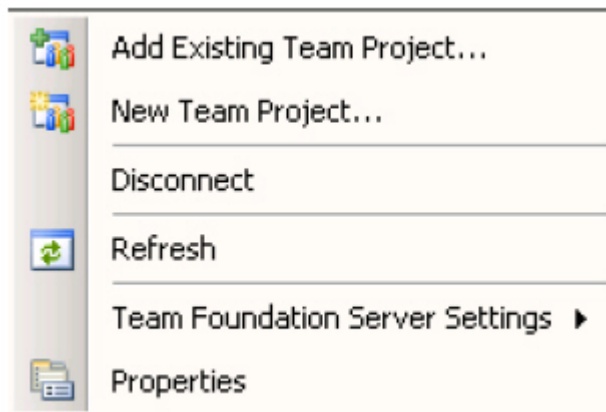 Add Existing Team Project...
New Team Project...
Disconnect
Refresh
Team Foundation Server Settings
Properties